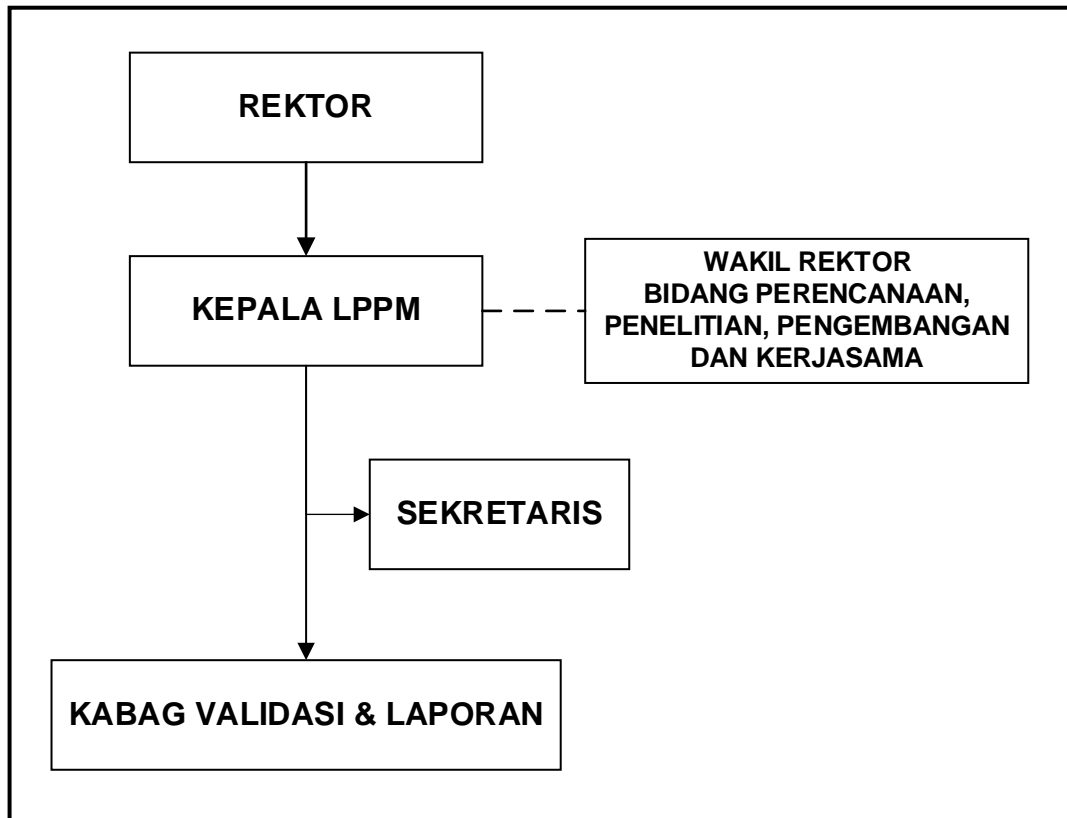 REKTOR
KEPALA LPPM
WAKIL REKTOR
BIDANG PERENCANAAN,
PENELITIAN, PENGEMBANGAN
DAN KERJASAMA
SEKRETARIS
KABAG VALIDASI & LAPORAN